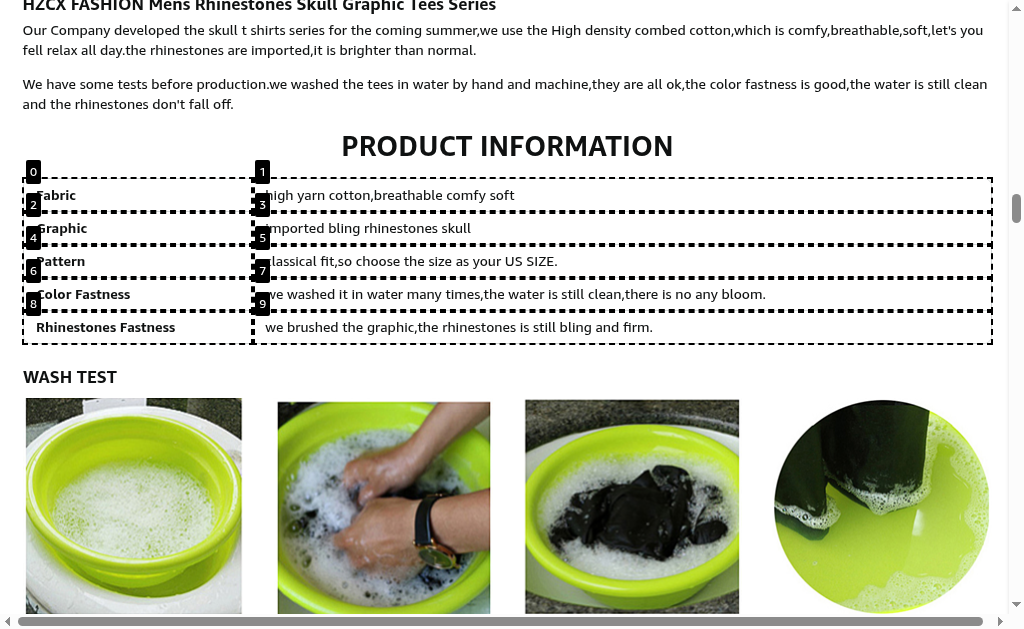 HZCX FASHION Mens Rhinestones Skull Graphic Tees Series
Our Company developed the skull t shirts series for the coming summer,we use the High density combed cotton,which is comfy,breathable,soft,let's you
fell relax all day.the rhinestones are imported,it is brighter than normal.
We have some tests before production.we washed the tees in water by hand and machine,they are all ok,the color fastness is good,the water is still clean
and the rhinestones don't fall off.
PRODUCT INFORMATION
0 1
Fabric high yarn cotton,breathable comfy soft
2 3
Graphic imported bling rhinestones skull
4 5
Pattern classical fit,so choose the size as your US SIZE.
6 7
Color Fastness we washed it in water many times,the water is still clean,there is no any bloom.
8 9
Rhinestones Fastness we brushed the graphic,the rhinestones is still bling and firm.
WASH TEST